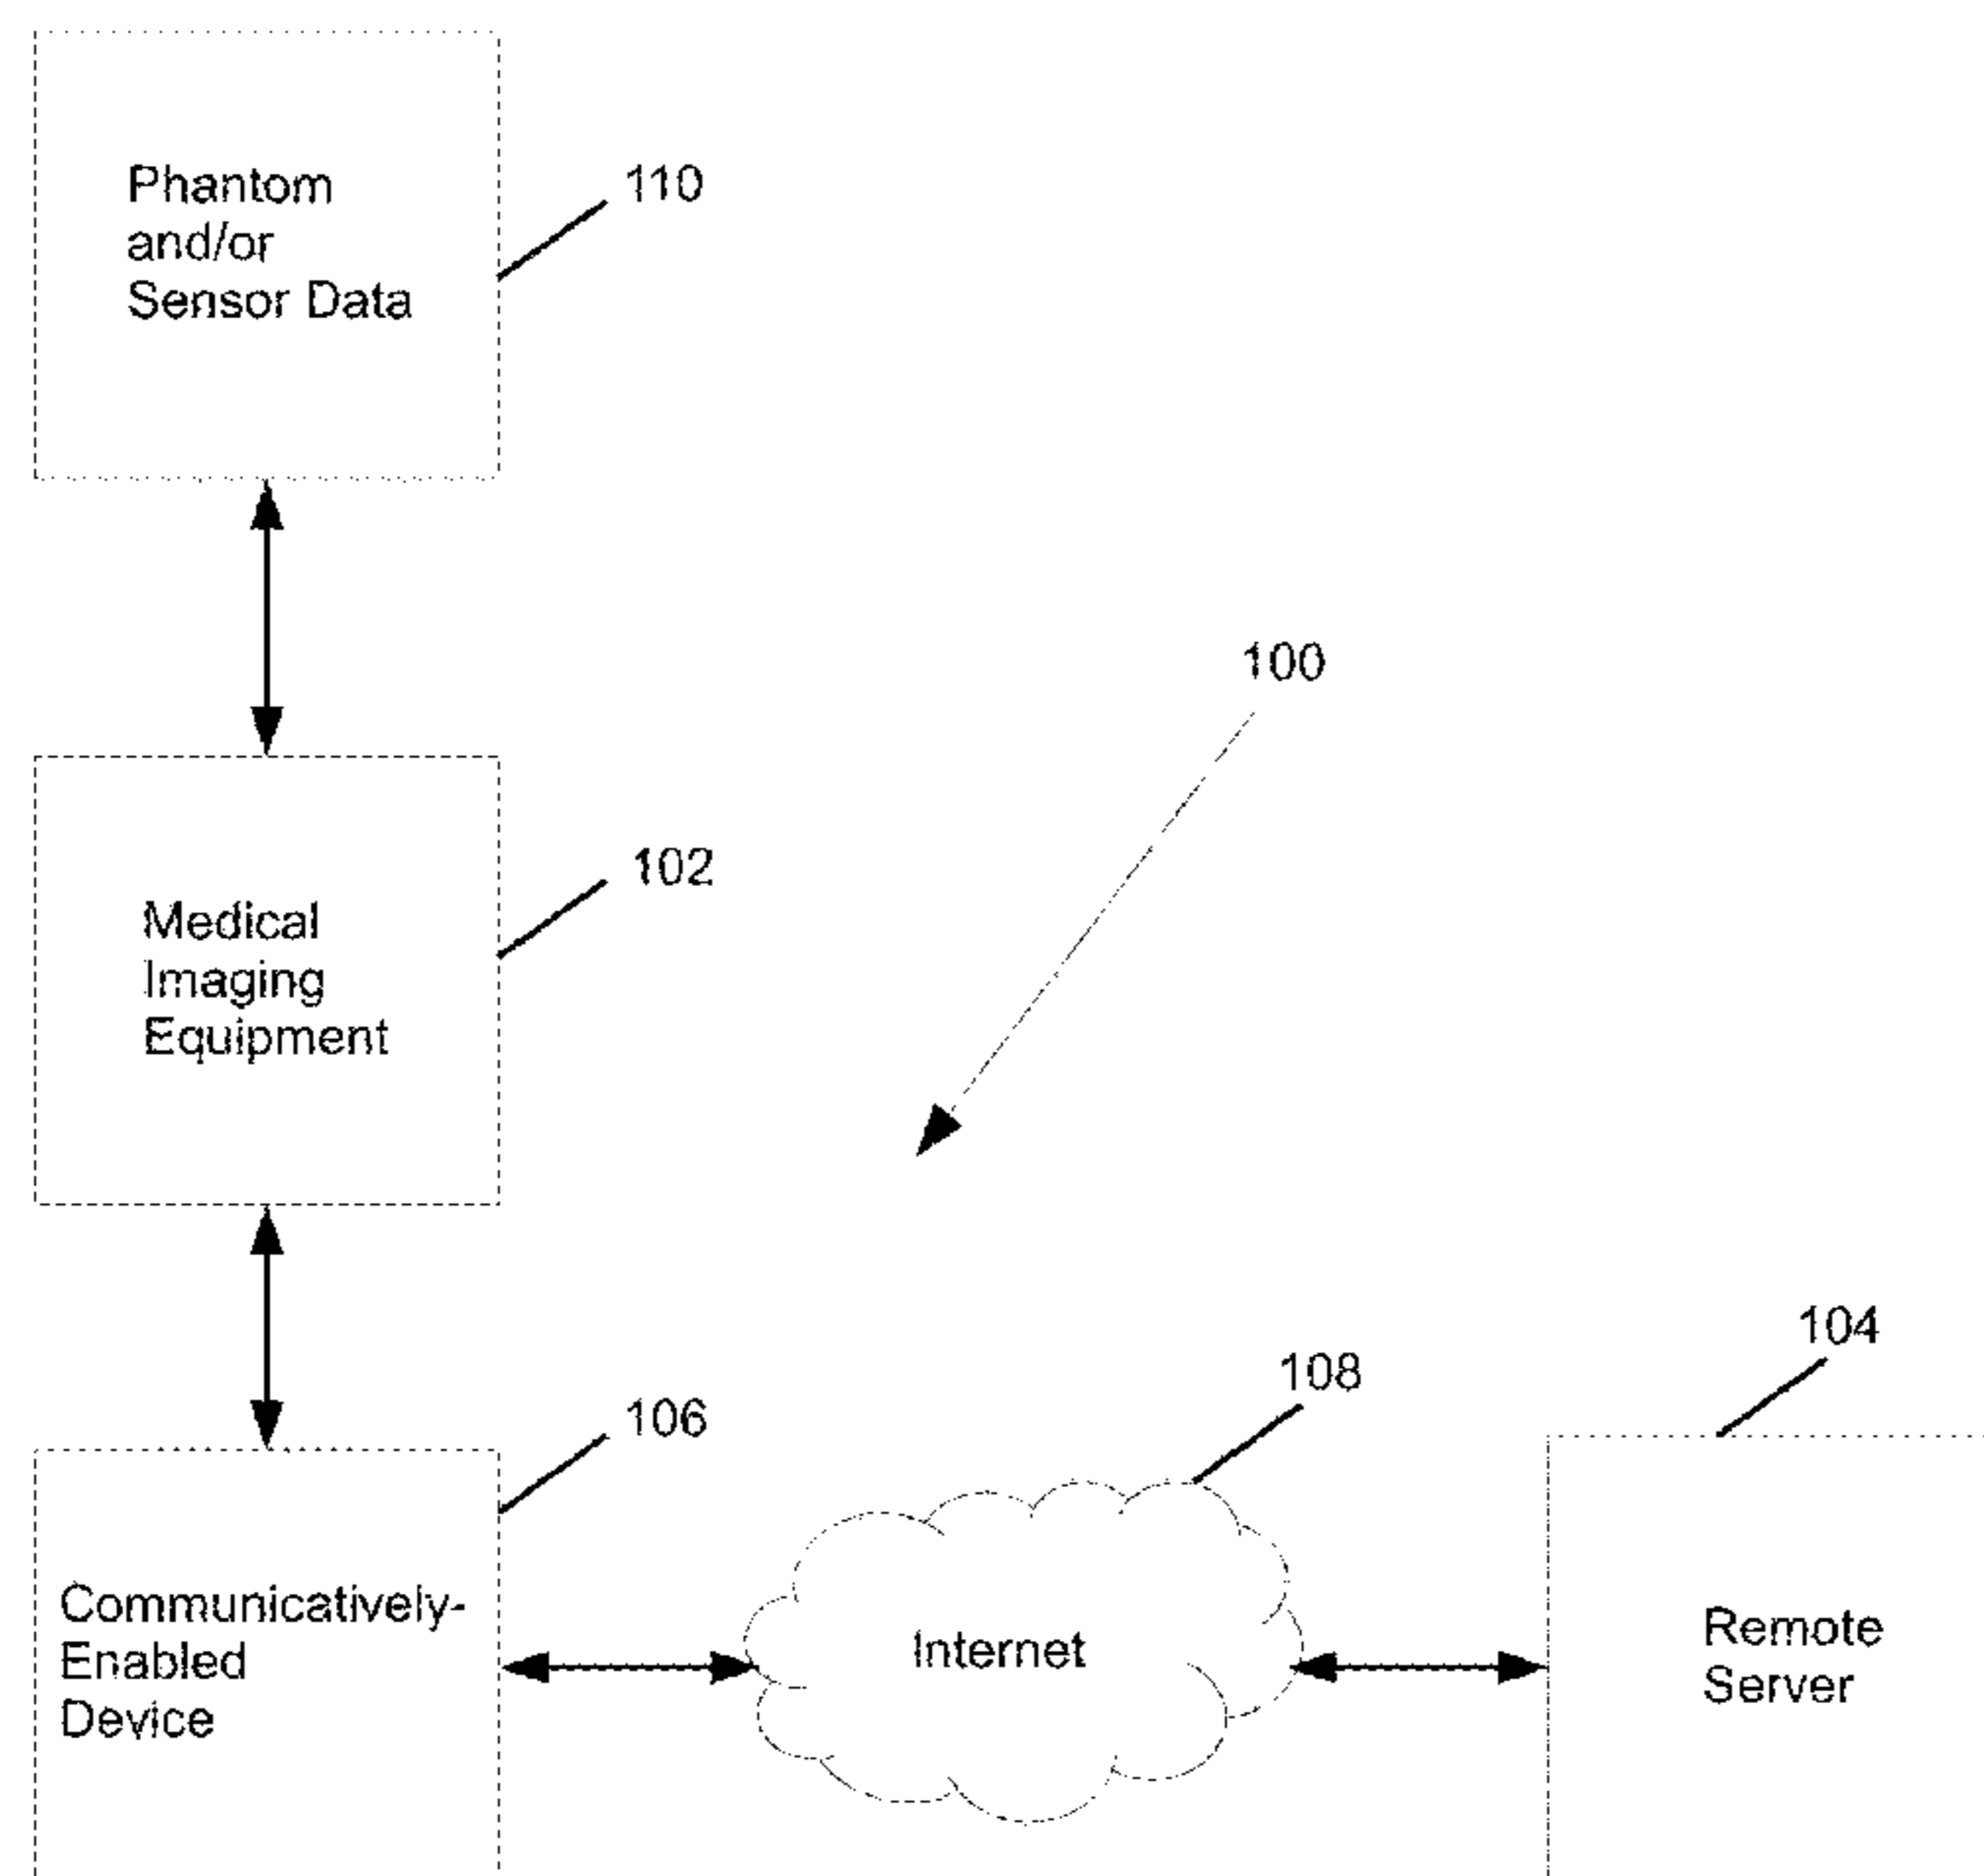 Phantom
and/or
Sensor Data
110
100
102
Medical
Imaging
Equipment
104
108
106
Communicatively-
Enabled
Device
Internet
Remote
Server